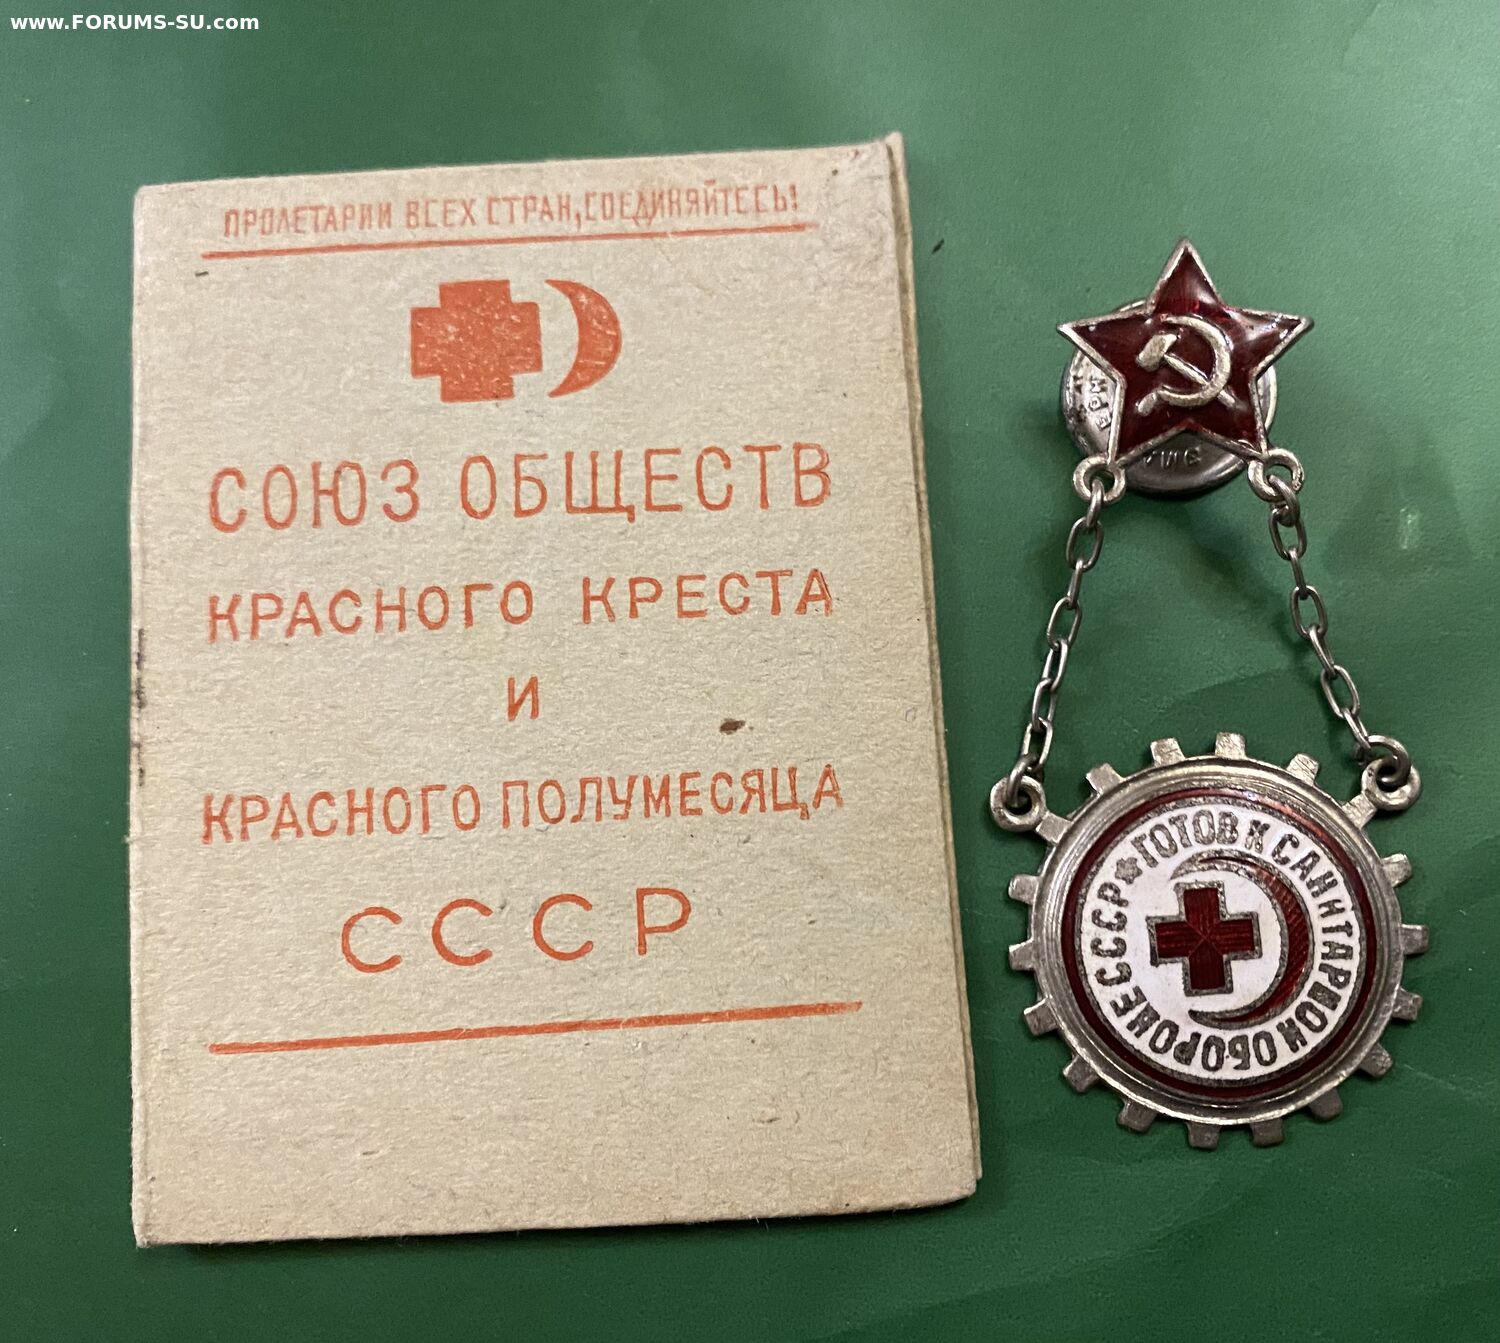 www.FORUMS-SU.com
ПРОЛЕТАРИИ ВСЕХ СТРАН, СОЕДИНЯЙТЕСЬ!
СОЮЗ ОБЩЕСТВ
КРАСНОГО КРЕСТА
И
КРАСНОГО ПОЛУМЕСЯЦА
СССР
ГОТОВ К САНИТАРНОЙ ОБОРОНЕ СССР